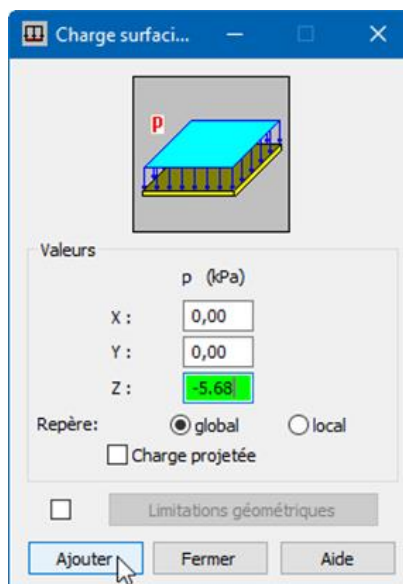 Charge surfaci...
p
Valeurs
p (kPa)
X : 0,00
Y : 0,00
Z : -5.68
Repère: global local
Charge projetée
Limitations géométriques
Ajouter Fermer Aide